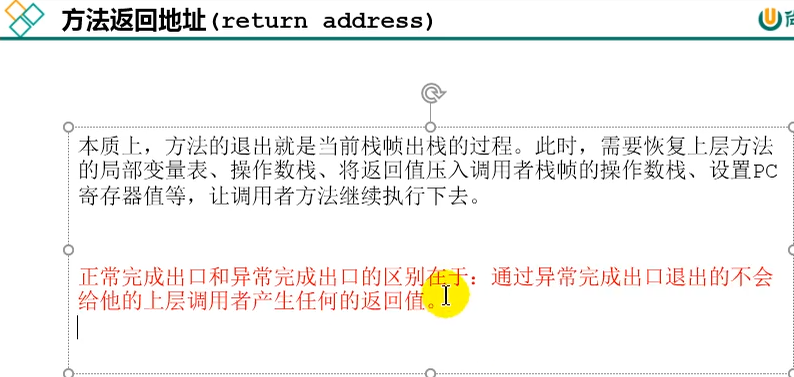 方法返回地址(return address)
本质上，方法的退出就是当前栈帧出栈的过程。此时，需要恢复上层方法
的局部变量表、操作数栈、将返回值压入调用者栈帧的操作数栈、设置PC
寄存器值等，让调用者方法继续执行下去。
正常完成出口和异常完成出口的区别在于：通过异常完成出口退出的不会
给他的上层调用者产生任何的返回值。